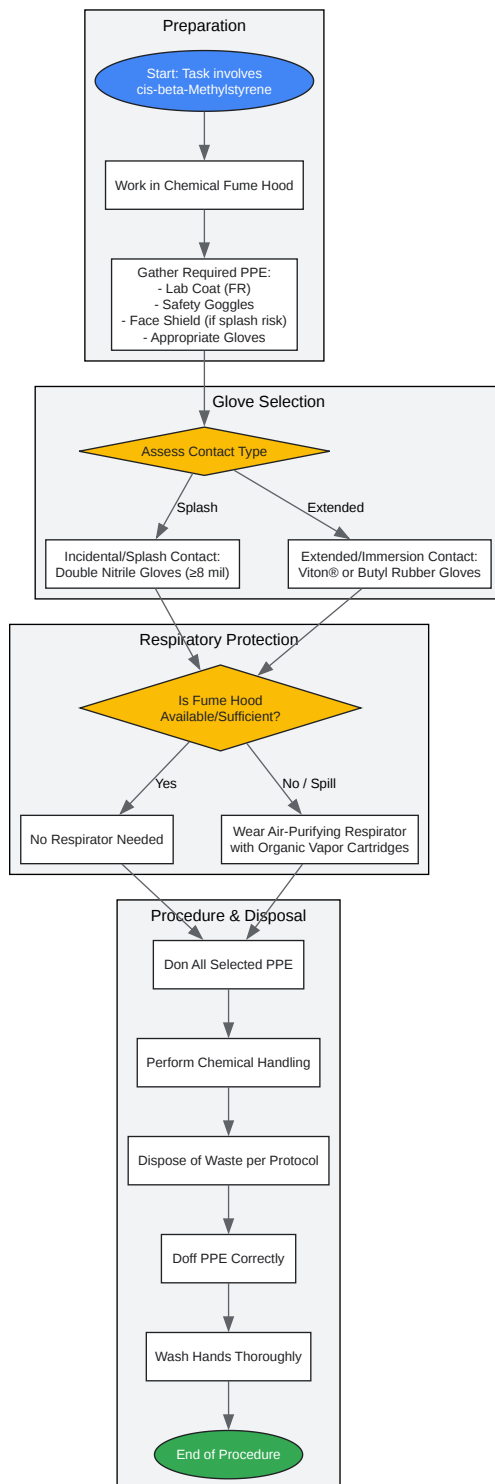 Preparation
Start: Task involves
cis-beta-Methylstyrene
Work in Chemical Fume Hood
Gather Required PPE:
- Lab Coat (FR)
- Safety Goggles
- Face Shield (if splash risk)
- Appropriate Gloves
Glove Selection
Assess Contact Type
Splash
Extended
Incidental/Splash Contact:
Double Nitrile Gloves (≥8 mil)
Extended/Immersion Contact:
Viton® or Butyl Rubber Gloves
Respiratory Protection
Is Fume Hood
Available/Sufficient?
Yes
No / Spill
No Respirator Needed
Wear Air-Purifying Respirator
with Organic Vapor Cartridges
Procedure & Disposal
Don All Selected PPE
Perform Chemical Handling
Dispose of Waste per Protocol
Doff PPE Correctly
Wash Hands Thoroughly
End of Procedure